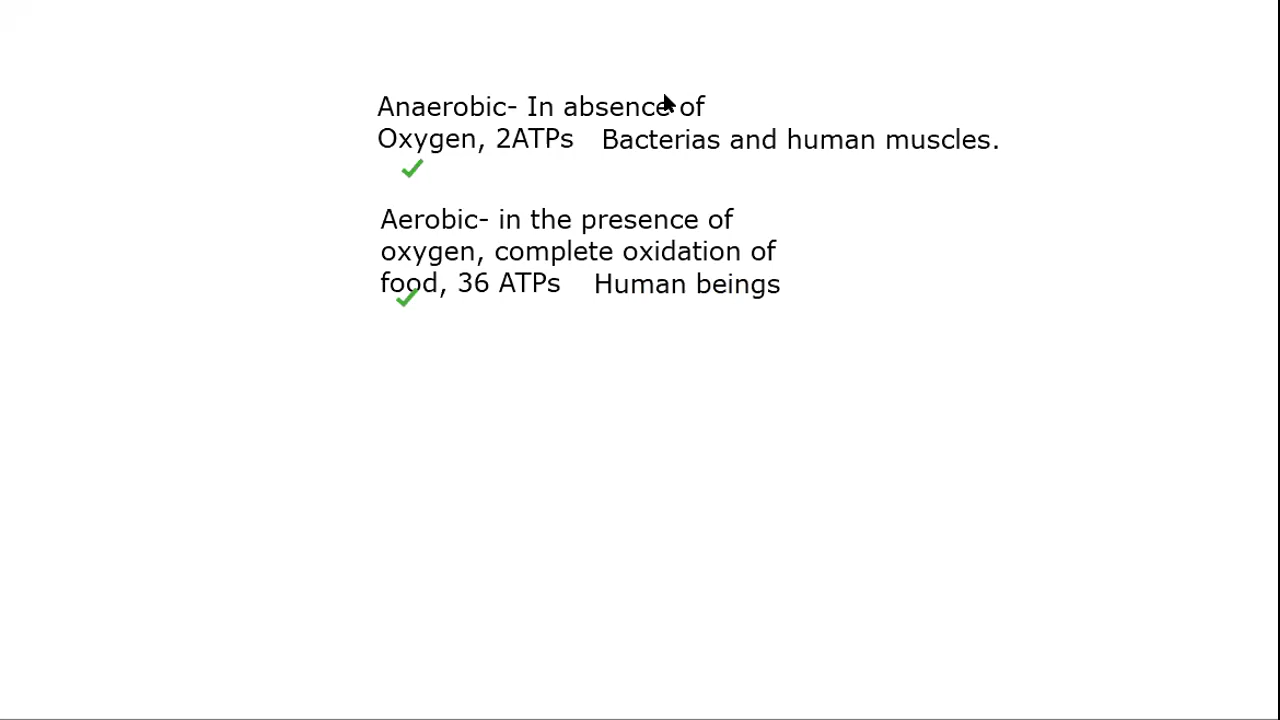 Anaerobic- In absence of
Oxygen, 2ATPs Bacterias and human muscles.
Aerobic- in the presence of
oxygen, complete oxidation of
food, 36 ATPs Human beings